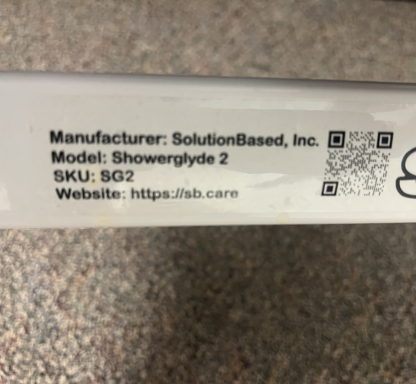 Manufacturer: SolutionBased, Inc.
Model: Showerglyde 2
SKU: SG2
Website: https://sb.care